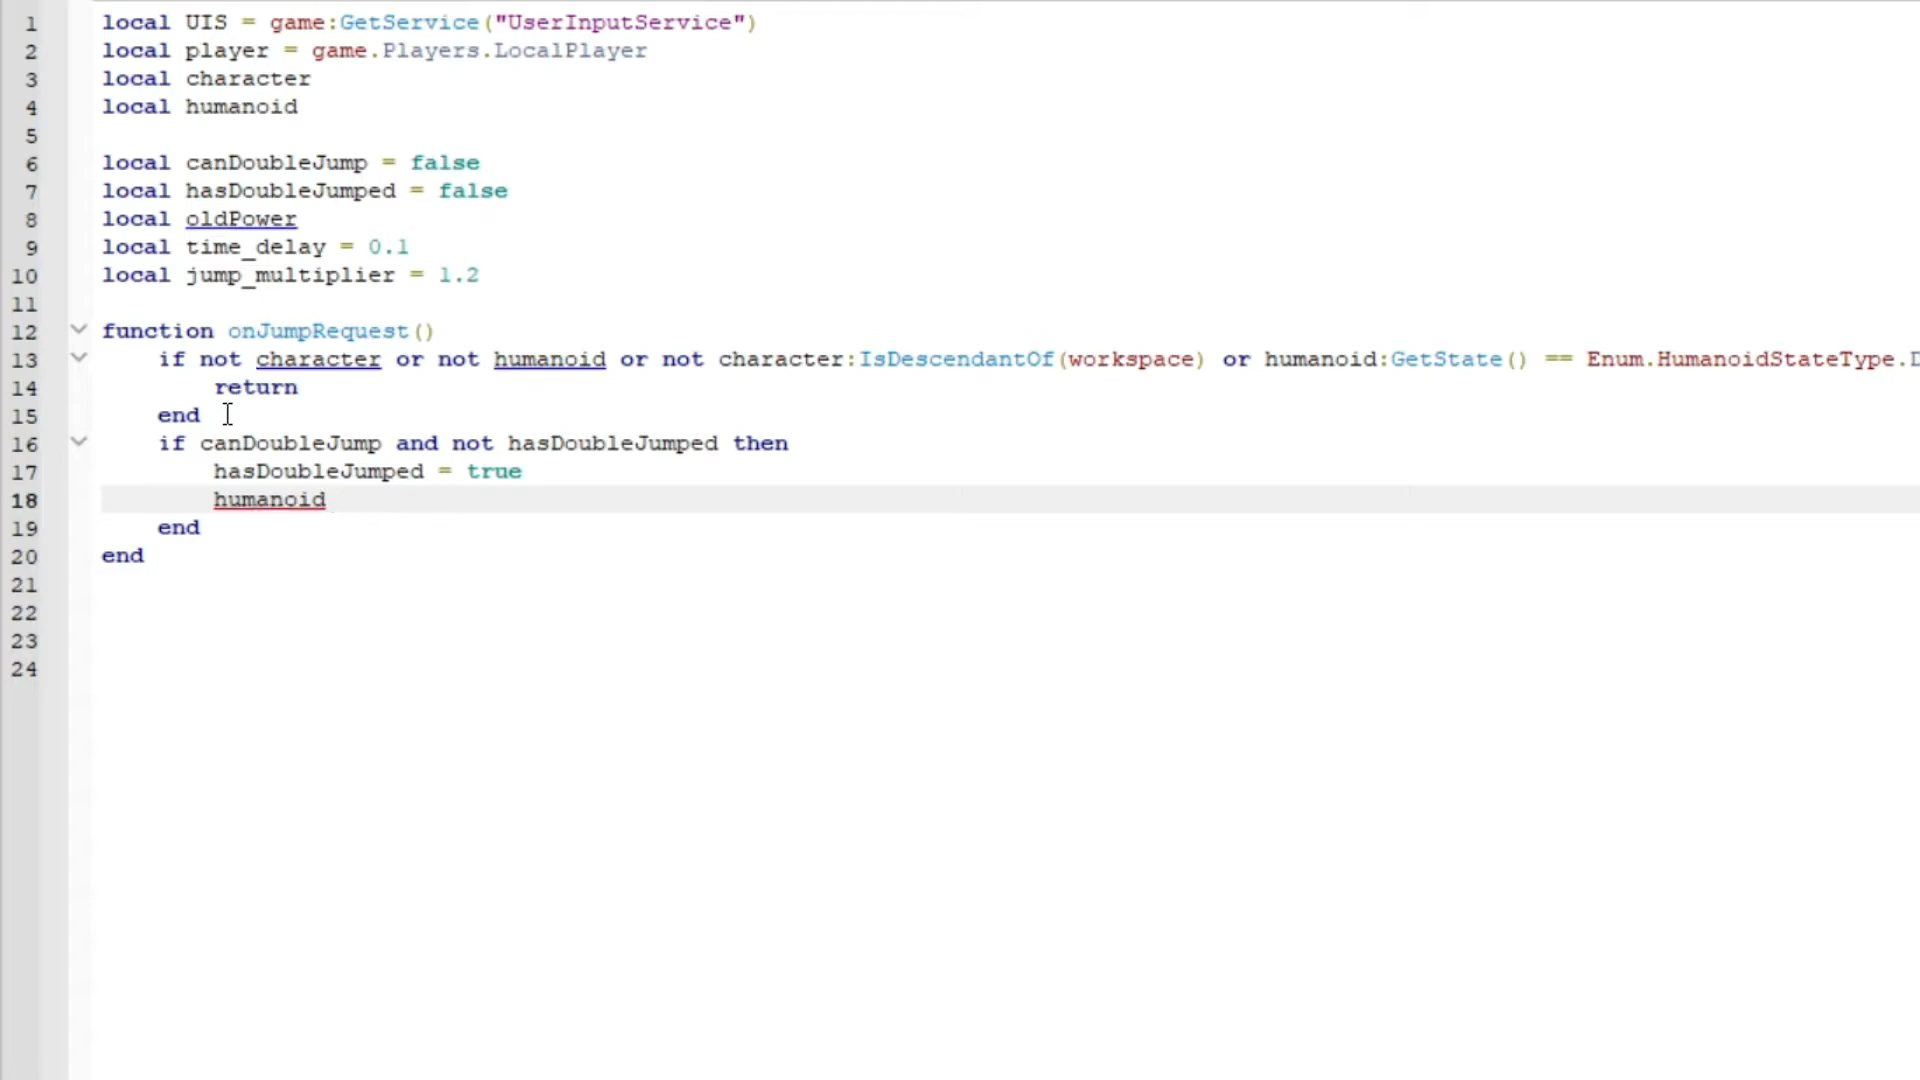 1 local UIS = game:GetService("UserInputService")
2 local player = game.Players.LocalPlayer
3 local character
4 local humanoid
5
6 local canDoubleJump = false
7 local hasDoubleJumped = false
8 local oldPower
9 local time_delay = 0.1
10 local jump_multiplier = 1.2
11
12 function onJumpRequest()
13 if not character or not humanoid or not character:IsDescendantOf(workspace) or humanoid:GetState() == Enum.HumanoidStateType.
14 return
15 end
16 if canDoubleJump and not hasDoubleJumped then
17 hasDoubleJumped = true
18 humanoid
19 end
20 end
21
22
23
24